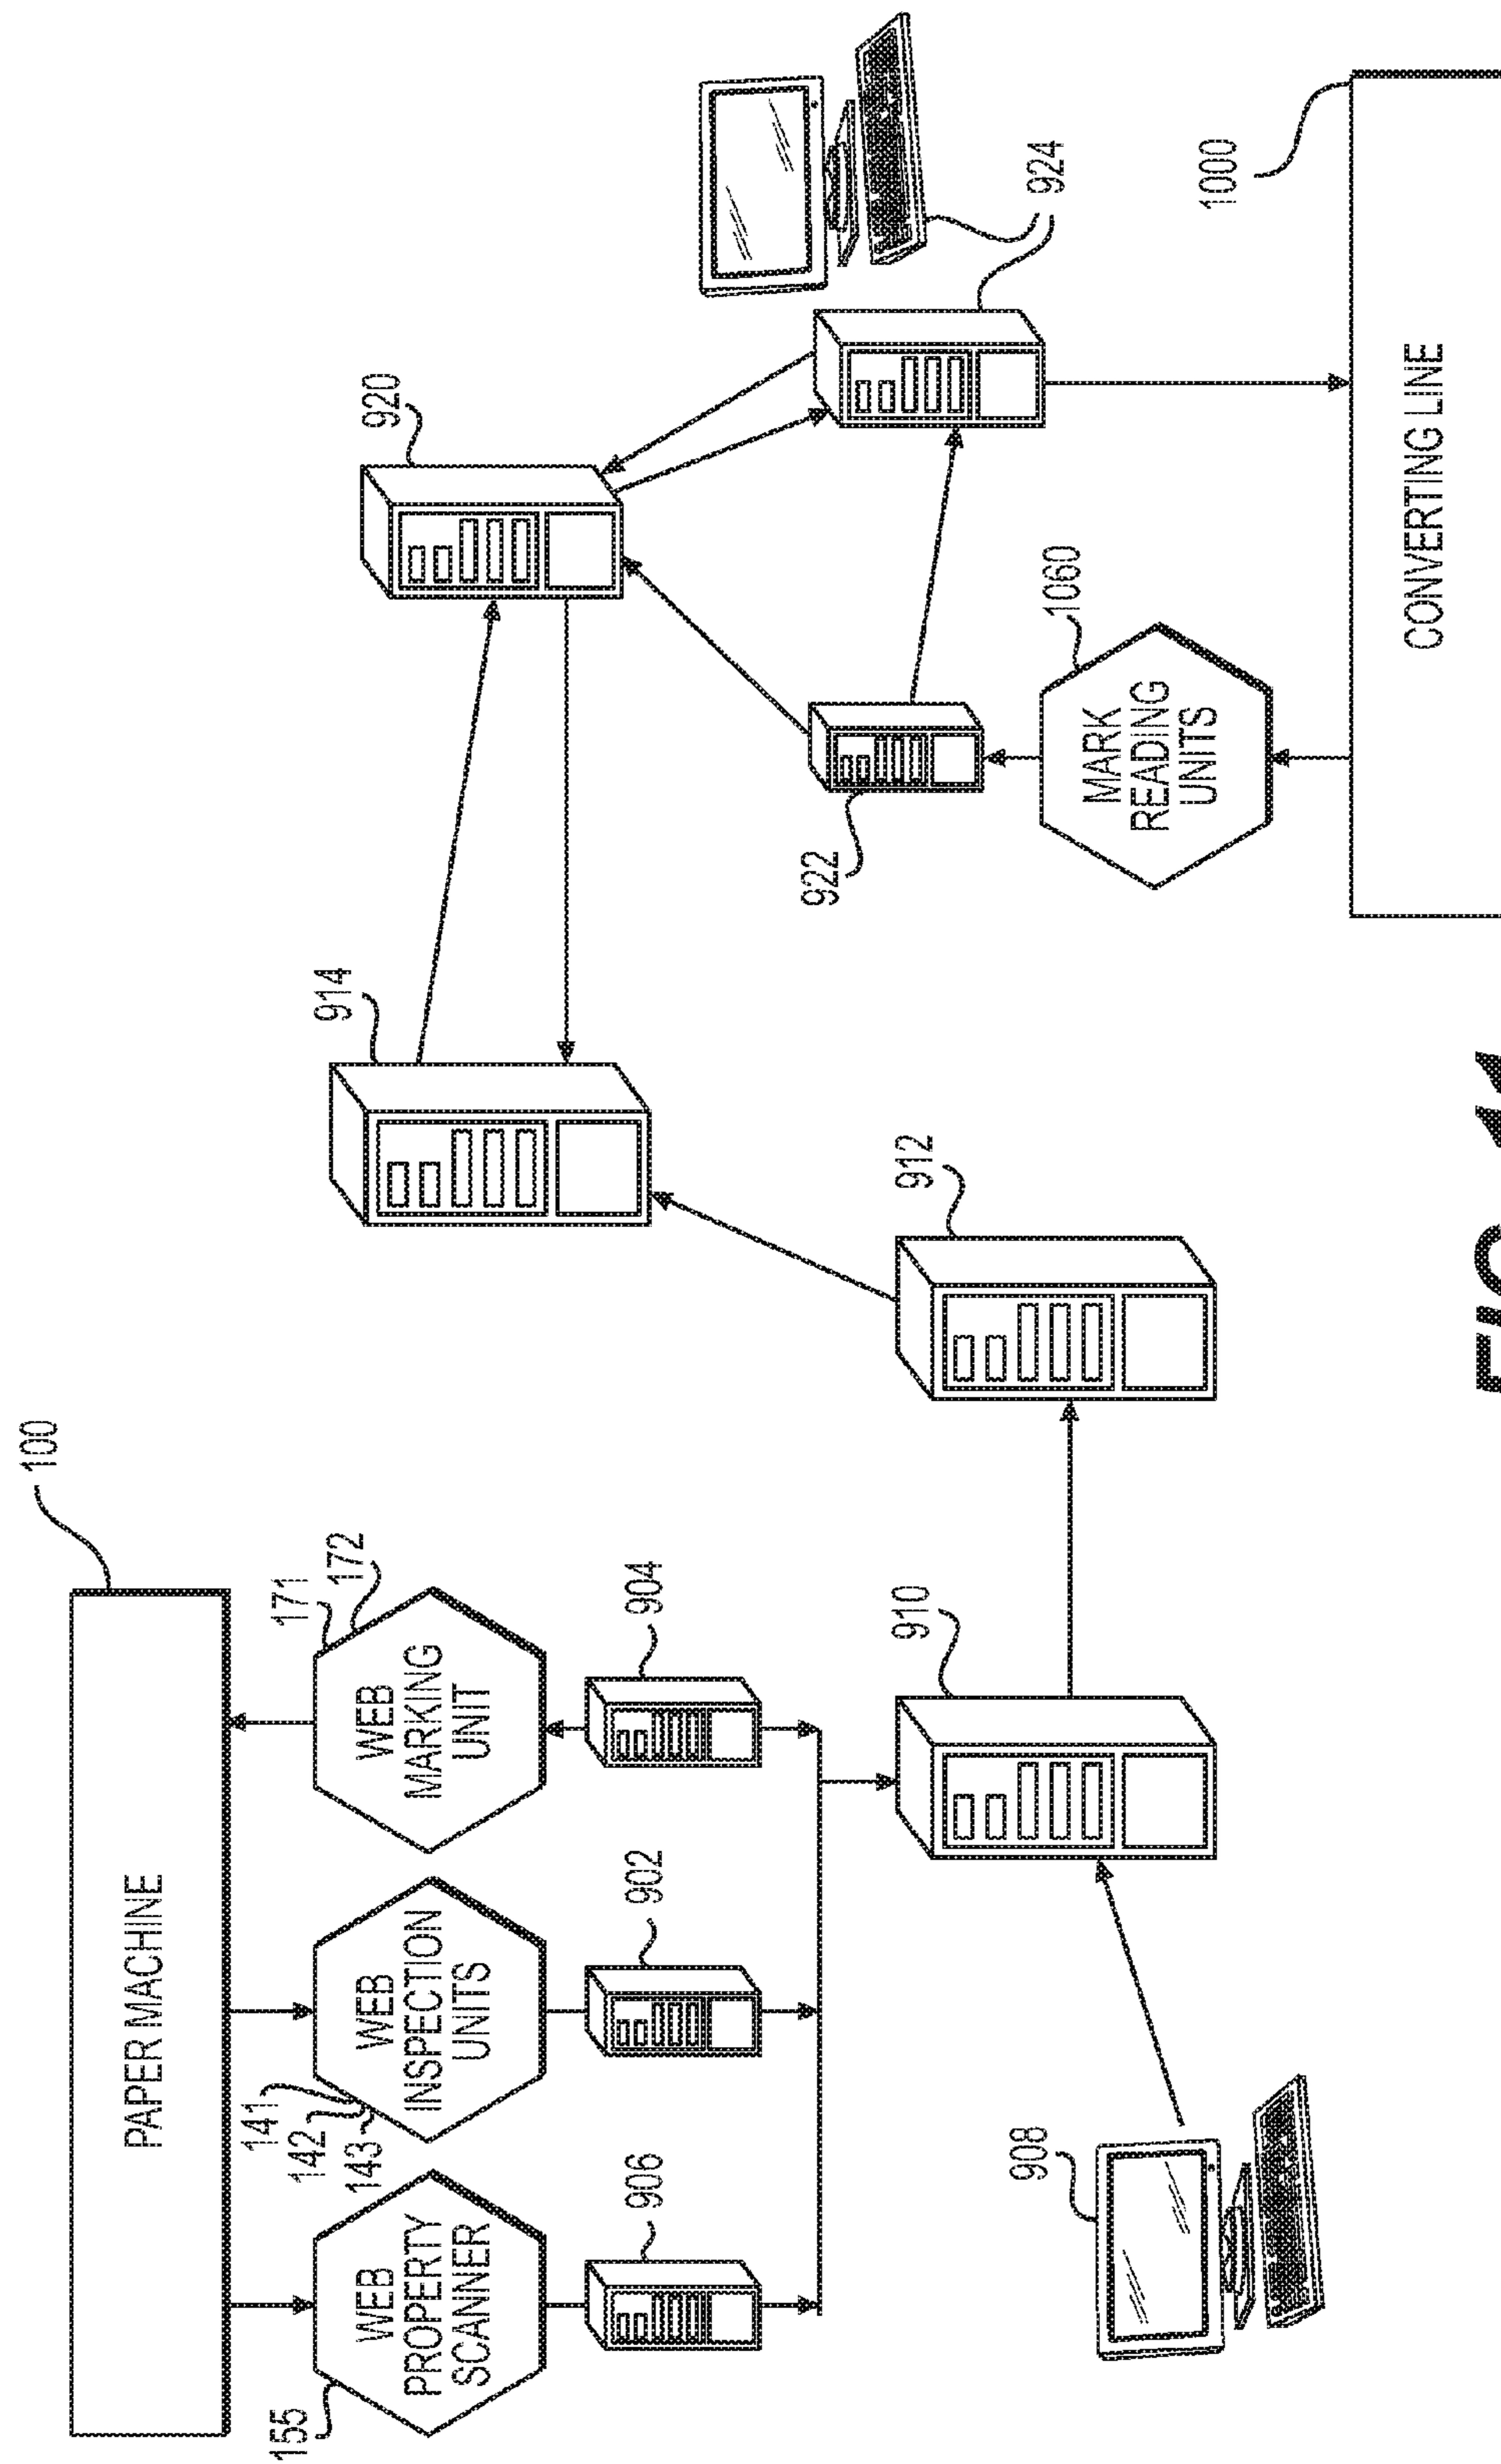 100
PAPER MACHINE
155
WEB
PROPERTY
SCANNER
141
142
143
WEB
INSPECTION
UNITS
171
172
WEB
MARKING
UNIT
906
902
904
908
910
912
914
920
922
924
1060
MARK
READING
UNITS
1000
CONVERTING LINE